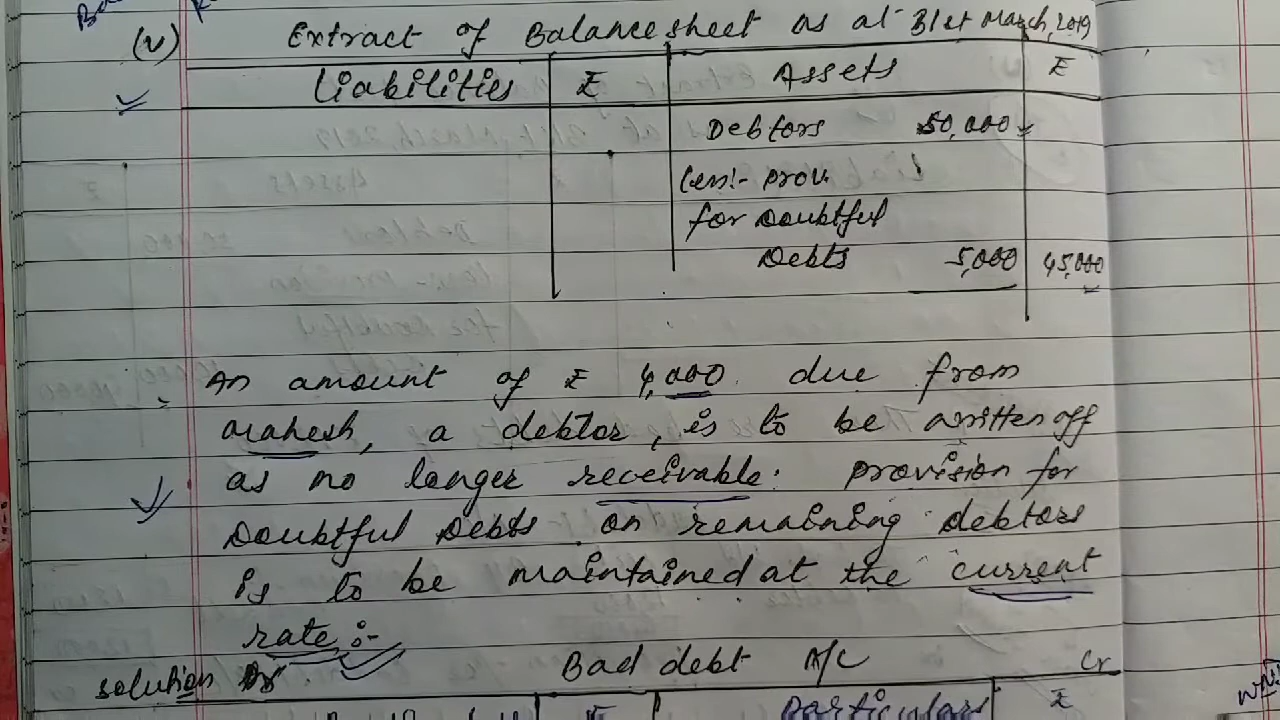 (v) Extract of Balance sheet as at 31st March, 2019
Liabilities ₹ Assets ₹
Debtors 50,000
Less:- prov
for Doubtful
Debts 5,000 45,000
An amount of ₹ 4,000 due from
Mahesh, a debtor, is to be written off
as no longer receivable. provision for
Doubtful Debts on remaining debtors
is to be maintained at the current
rate :-
solution
Bad debt A/C Cr
particulars ₹